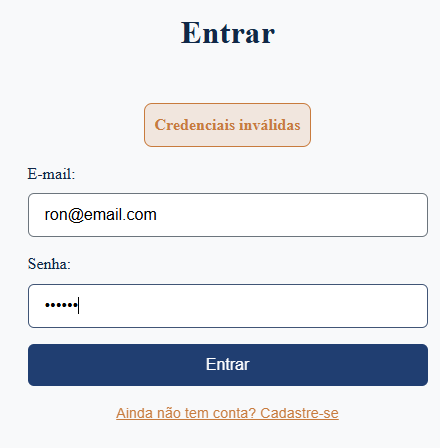 Entrar
Credenciais inválidas
E-mail:
ron@email.com
Senha:
••••••
Entrar
Ainda não tem conta? Cadastre-se